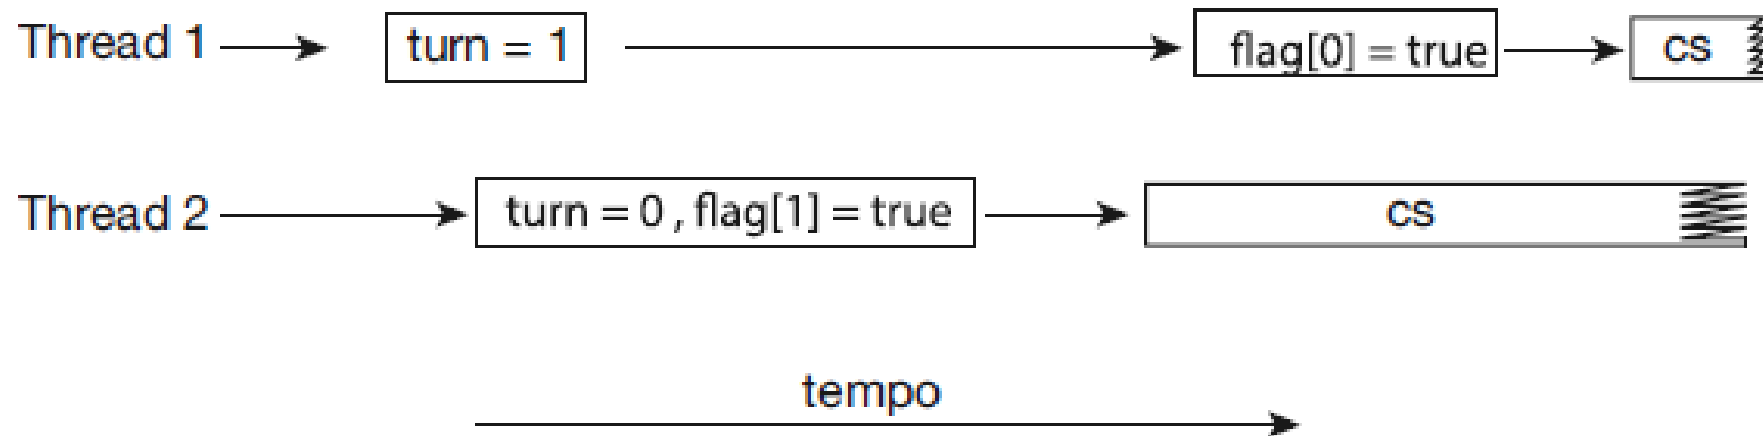 Thread 1 turn = 1 flag[0] = true cs
Thread 2 turn = 0 , flag[1] = true cs
tempo